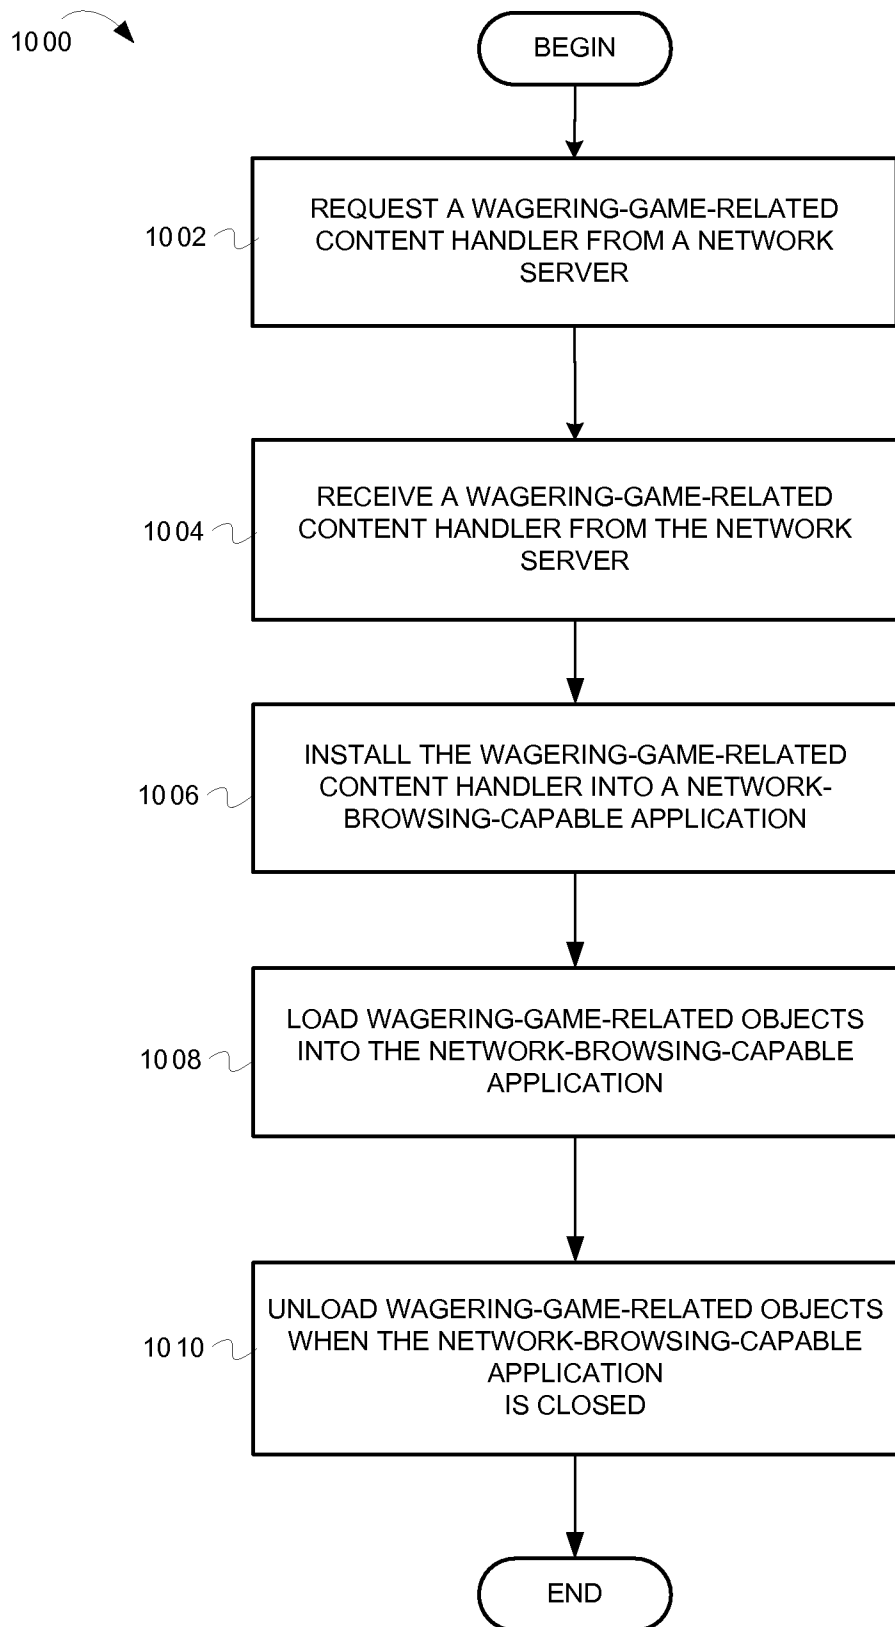 1000
BEGIN
1002
REQUEST A WAGERING-GAME-RELATED
CONTENT HANDLER FROM A NETWORK
SERVER
1004
RECEIVE A WAGERING-GAME-RELATED
CONTENT HANDLER FROM THE NETWORK
SERVER
1006
INSTALL THE WAGERING-GAME-RELATED
CONTENT HANDLER INTO A NETWORK-
BROWSING-CAPABLE APPLICATION
1008
LOAD WAGERING-GAME-RELATED OBJECTS
INTO THE NETWORK-BROWSING-CAPABLE
APPLICATION
1010
UNLOAD WAGERING-GAME-RELATED OBJECTS
WHEN THE NETWORK-BROWSING-CAPABLE
APPLICATION
IS CLOSED
END